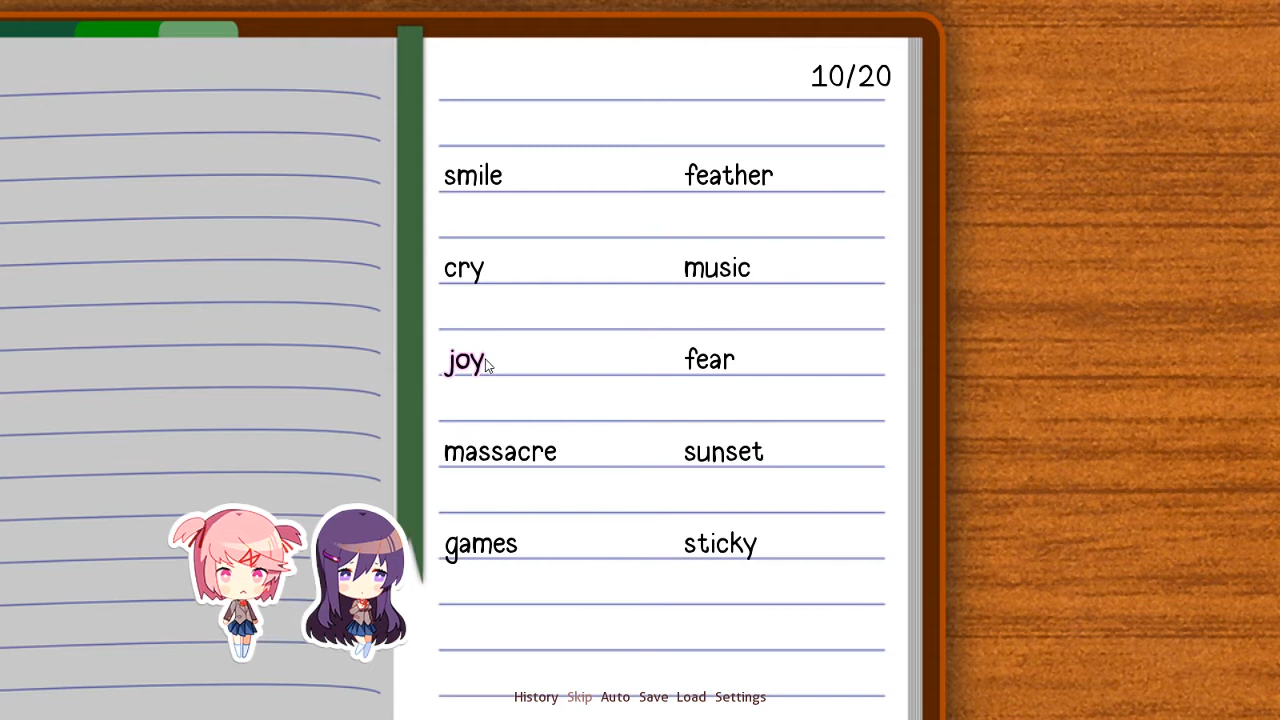 10/20
smile feather
cry music
joy fear
massacre sunset
games sticky
History Skip Auto Save Load Settings